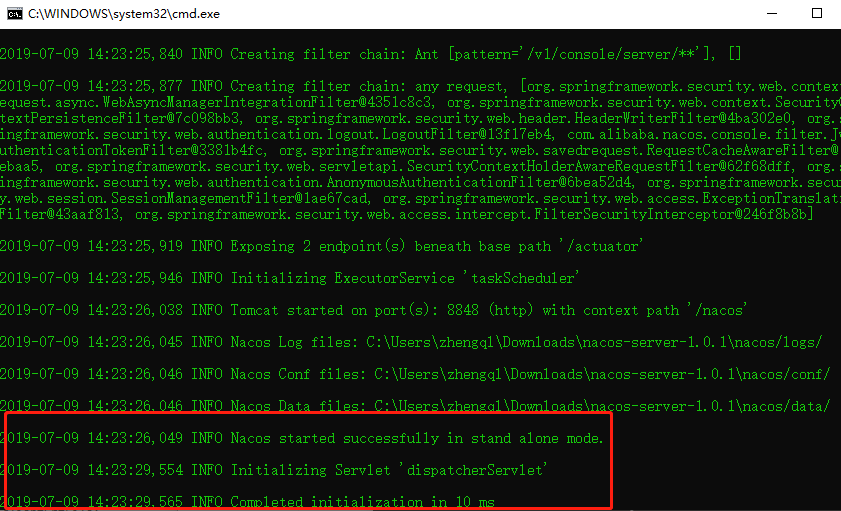 C:\WINDOWS\system32\cmd.exe
2019-07-09 14:23:25,840 INFO Creating filter chain: Ant [pattern='/v1/console/server/**'], []
2019-07-09 14:23:25,877 INFO Creating filter chain: any request, [org.springframework.security.web.context
equest.async.WebAsyncManagerIntegrationFilter@4351c8c3, org.springframework.security.web.context.SecurityC
textPersistenceFilter@7c098bb3, org.springframework.security.web.header.HeaderWriterFilter@4ba302e0, org.s
ingframework.security.web.authentication.logout.LogoutFilter@13f17eb4, com.alibaba.nacos.console.filter.Jw
uthenticationTokenFilter@3381b4fc, org.springframework.security.web.savedrequest.RequestCacheAwareFilter@
ebaa5, org.springframework.security.web.servletapi.SecurityContextHolderAwareRequestFilter@62f68dff, org.s
ingframework.security.web.authentication.AnonymousAuthenticationFilter@6bea52d4, org.springframework.secu
y.web.session.SessionManagementFilter@1ae67cad, org.springframework.security.web.access.ExceptionTranslati
Filter@43aaf813, org.springframework.security.web.access.intercept.FilterSecurityInterceptor@246f8b8b]
2019-07-09 14:23:25,919 INFO Exposing 2 endpoint(s) beneath base path '/actuator'
2019-07-09 14:23:25,946 INFO Initializing ExecutorService 'taskScheduler'
2019-07-09 14:23:26,038 INFO Tomcat started on port(s): 8848 (http) with context path '/nacos'
2019-07-09 14:23:26,045 INFO Nacos Log files: C:\Users\zhengql\Downloads\nacos-server-1.0.1\nacos/logs/
2019-07-09 14:23:26,046 INFO Nacos Conf files: C:\Users\zhengql\Downloads\nacos-server-1.0.1\nacos/conf/
2019-07-09 14:23:26,046 INFO Nacos Data files: C:\Users\zhengql\Downloads\nacos-server-1.0.1\nacos/data/
2019-07-09 14:23:26,049 INFO Nacos started successfully in stand alone mode.
2019-07-09 14:23:29,554 INFO Initializing Servlet 'dispatcherServlet'
2019-07-09 14:23:29,565 INFO Completed initialization in 10 ms